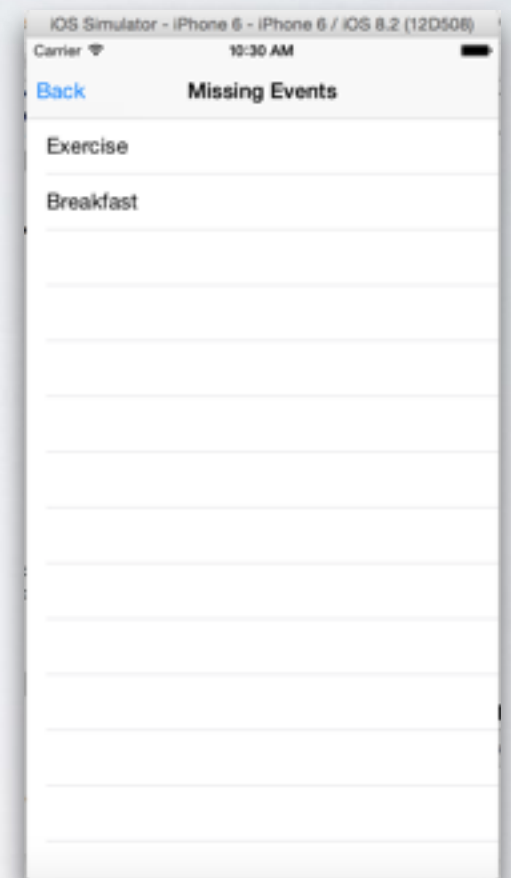 iOS Simulator - iPhone 6 - iPhone 6 / iOS 8.2 (12D508)
Carrier 10:30 AM
Back Missing Events
Exercise
Breakfast